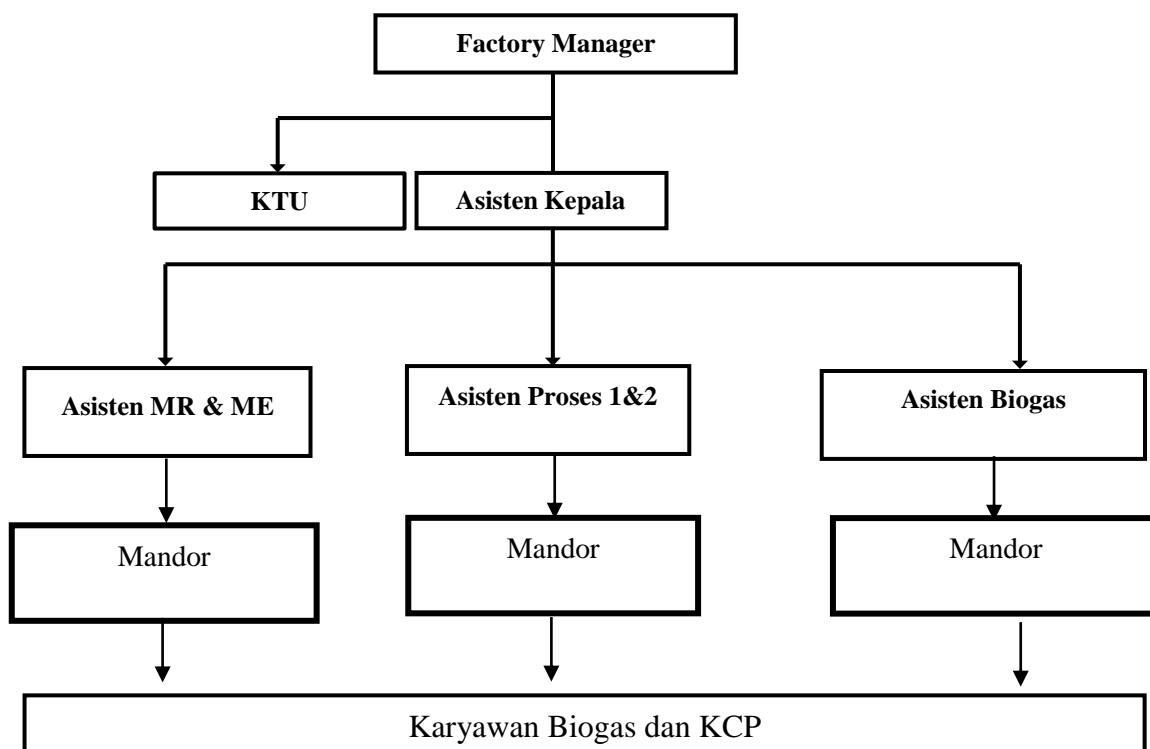 Factory Manager
KTU
Asisten Kepala
Asisten MR & ME
Asisten Proses 1&2
Asisten Biogas
Mandor
Mandor
Mandor
Karyawan Biogas dan KCP